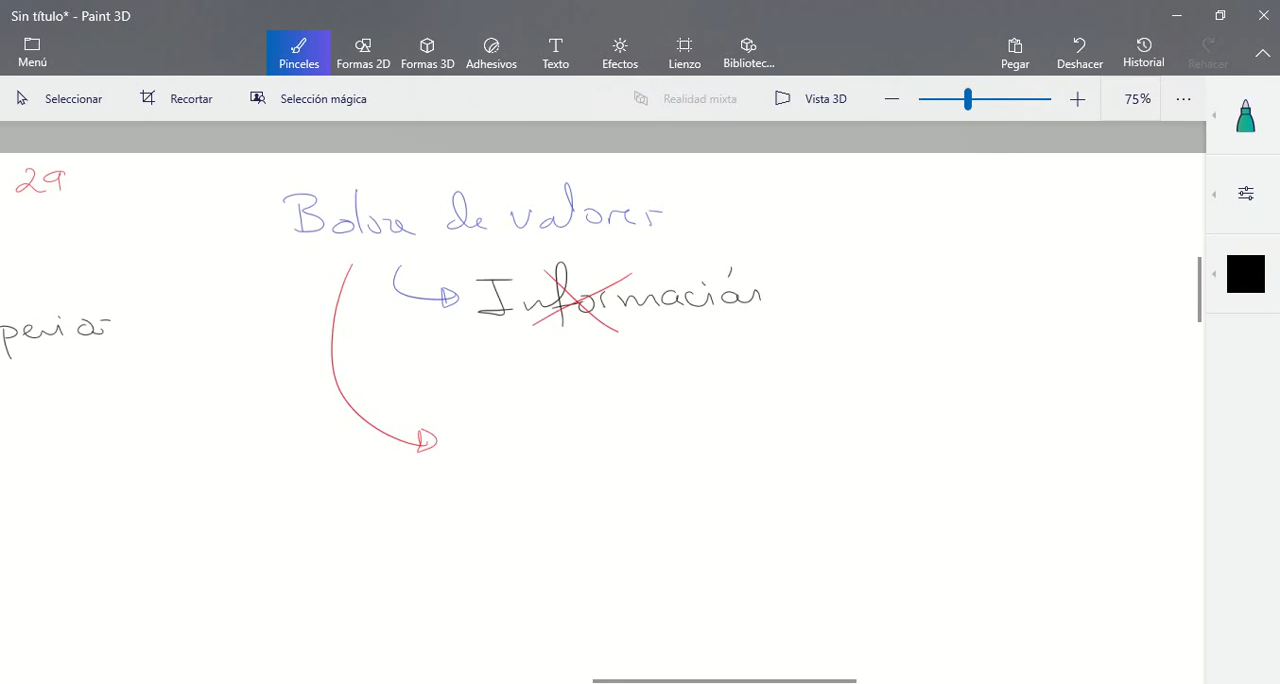 Sin título* - Paint 3D
Menú
Pinceles Formas 2D Formas 3D Adhesivos Texto Efectos Lienzo Bibliotec... Pegar Deshacer Historial Rehacer
Seleccionar Recortar Selección mágica Realidad mixta Vista 3D 75%
29
Bolsa de valores
Información
perior